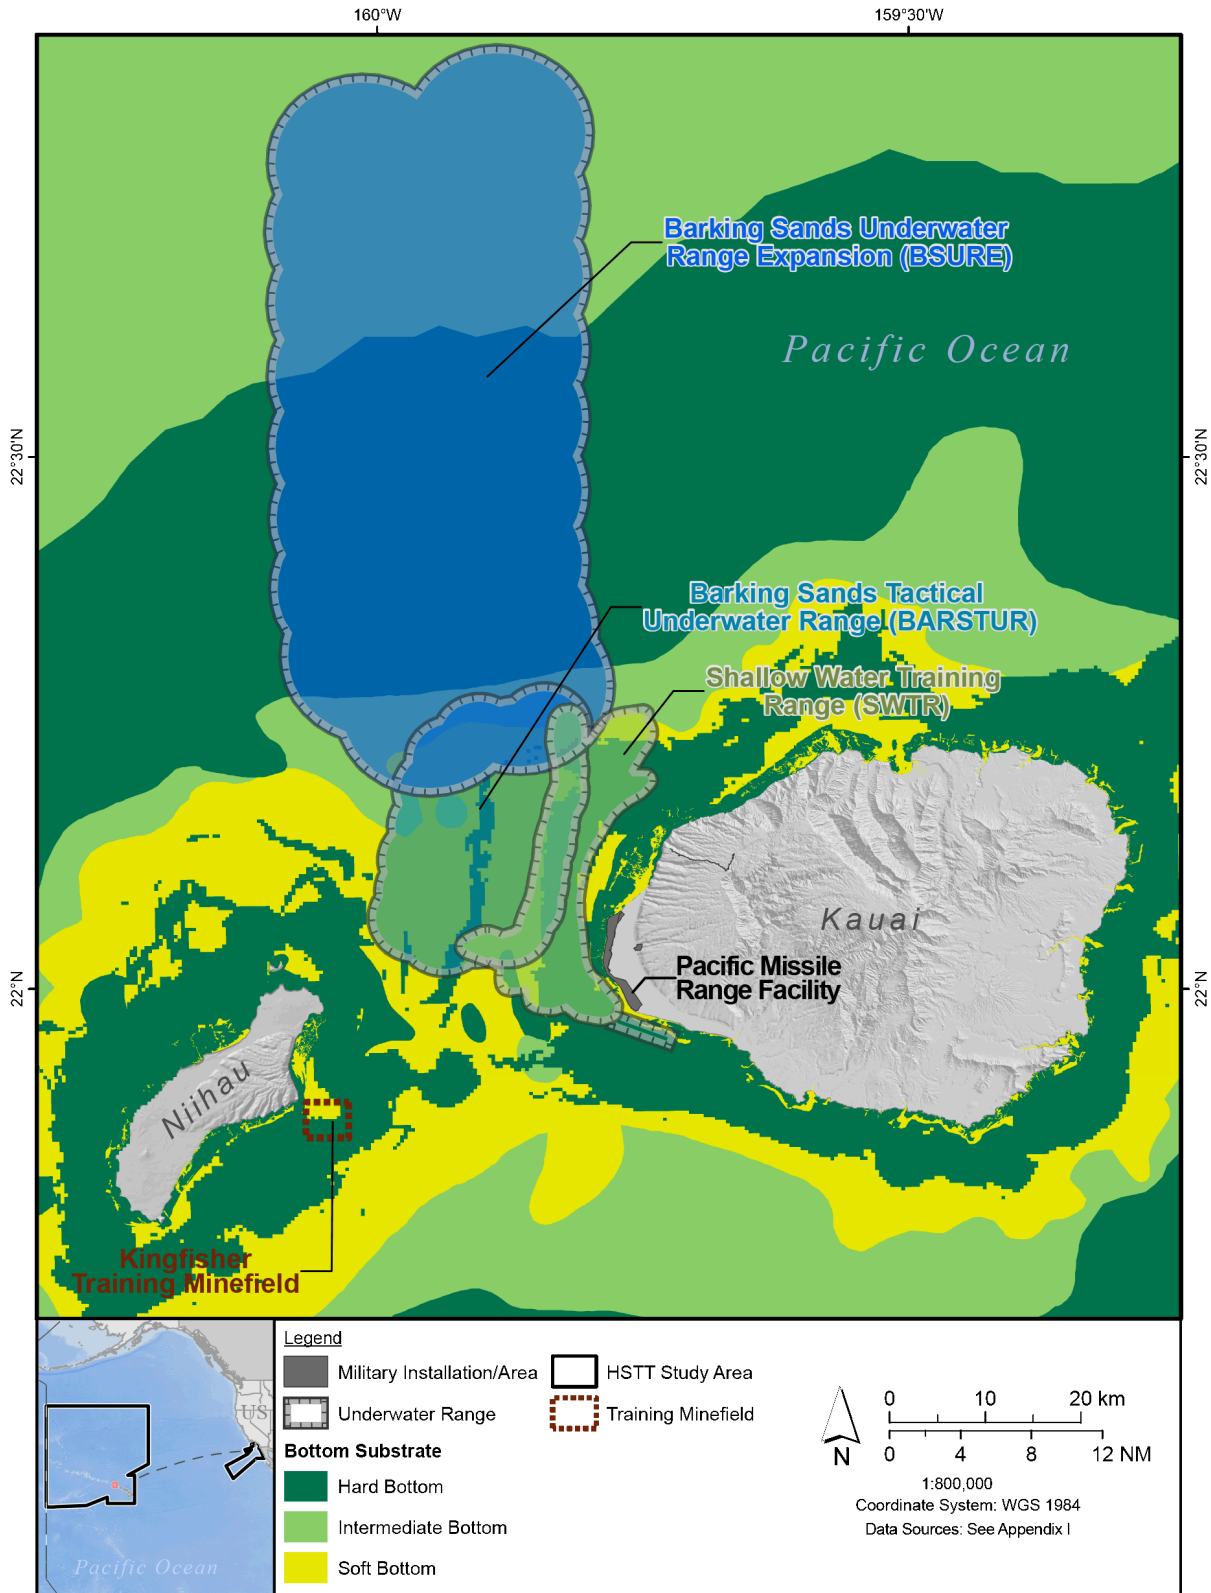 160°W
159°30'W
Barking Sands Underwater
Range Expansion (BSURE)
Pacific Ocean
22°30'N
22°30'N
Barking Sands Tactical
Underwater Range (BARSTUR)
Shallow Water Training
Range (SWTR)
Kauai
Pacific Missile
Range Facility
22°N
22°N
Niihau
Kingfisher
Training Minefield
US
Pacific Ocean
Legend
Military Installation/Area
HSTT Study Area
Underwater Range
Training Minefield
Bottom Substrate
Hard Bottom
Intermediate Bottom
Soft Bottom
N
0 10 20 km
0 4 8 12 NM
1:800,000
Coordinate System: WGS 1984
Data Sources: See Appendix I